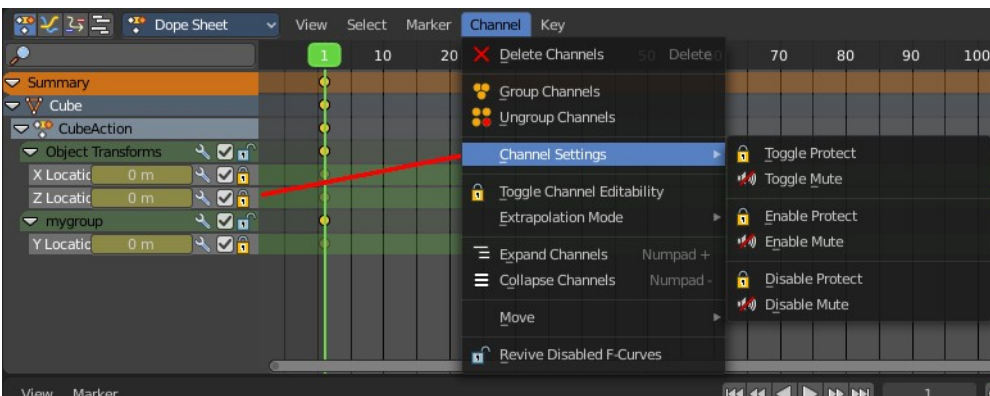 Dope Sheet View Select Marker Channel Key
1 10 20 50 70 80 90 100
Delete Channels Delete
Summary
Group Channels
Cube
Ungroup Channels
CubeAction
Object Transforms
Channel Settings
Toggle Protect
X Locatic 0 m
Toggle Mute
Z Locatic 0 m
Toggle Channel Editability
mygroup
Extrapolation Mode
Enable Protect
Y Locatic 0 m
Enable Mute
Expand Channels Numpad +
Collapse Channels Numpad -
Disable Protect
Disable Mute
Move
Revive Disabled F-Curves
View Marker 1